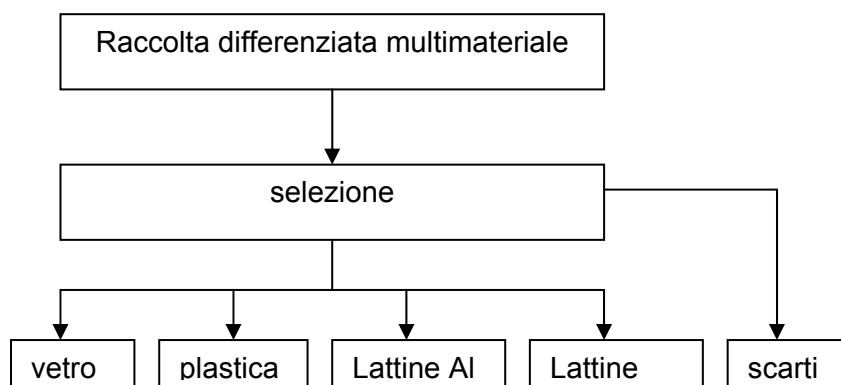 Raccolta differenziata multimateriale
selezione
vetro
plastica
Lattine Al
Lattine
scarti